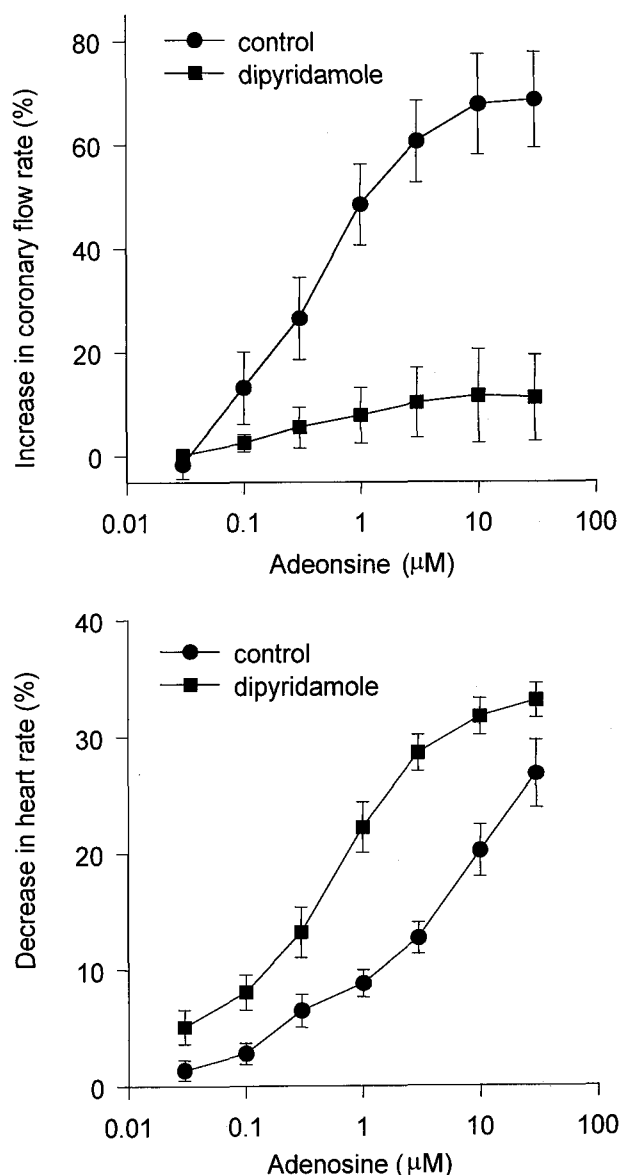 Increase in coronary flow rate (%)
80
60
40
20
0
control
dipyridamole
0.01 0.1 1 10 100
Adeonsine (μM)
Decrease in heart rate (%)
40
30
20
10
0
control
dipyridamole
0.01 0.1 1 10 100
Adenosine (μM)